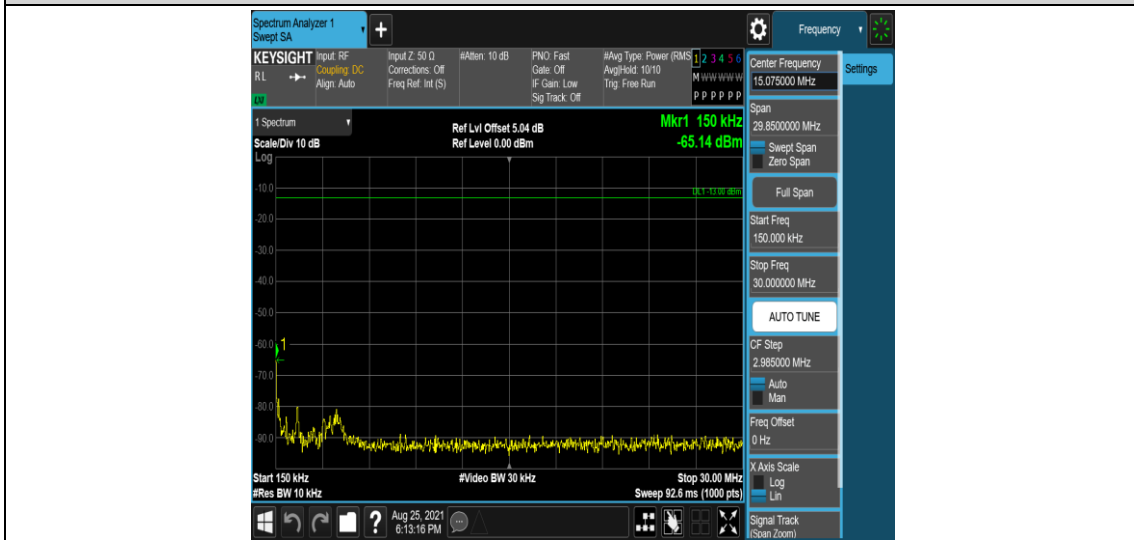 Spectrum Analyzer 1
Swept SA
+
Frequency
KEYSIGHT
RL
LXI
Input: RF
Coupling: DC
Align: Auto
Input Z: 50 Ω
Corrections: Off
Freq Ref: Int (S)
#Atten: 10 dB
PNO: Fast
Gate: Off
IF Gain: Low
Sig Track: Off
#Avg Type: Power (RMS
Avg|Hold: 10/10
Trig: Free Run
1 2 3 4 5 6
M W W W W W
P P P P P P
Center Frequency
15.075000 MHz
Settings
1 Spectrum
Scale/Div 10 dB
Log
Ref Lvl Offset 5.04 dB
Ref Level 0.00 dBm
Mkr1 150 kHz
-65.14 dBm
DL1 -13.00 dBm
-10.0
-20.0
-30.0
-40.0
-50.0
-60.0
1
-70.0
-80.0
-90.0
Start 150 kHz
#Res BW 10 kHz
#Video BW 30 kHz
Stop 30.00 MHz
Sweep 92.6 ms (1000 pts)
Span
29.8500000 MHz
Swept Span
Zero Span
Full Span
Start Freq
150.000 kHz
Stop Freq
30.000000 MHz
AUTO TUNE
CF Step
2.985000 MHz
Auto
Man
Freq Offset
0 Hz
X Axis Scale
Log
Lin
Signal Track
(Span Zoom)
?
Aug 25, 2021
6:13:16 PM